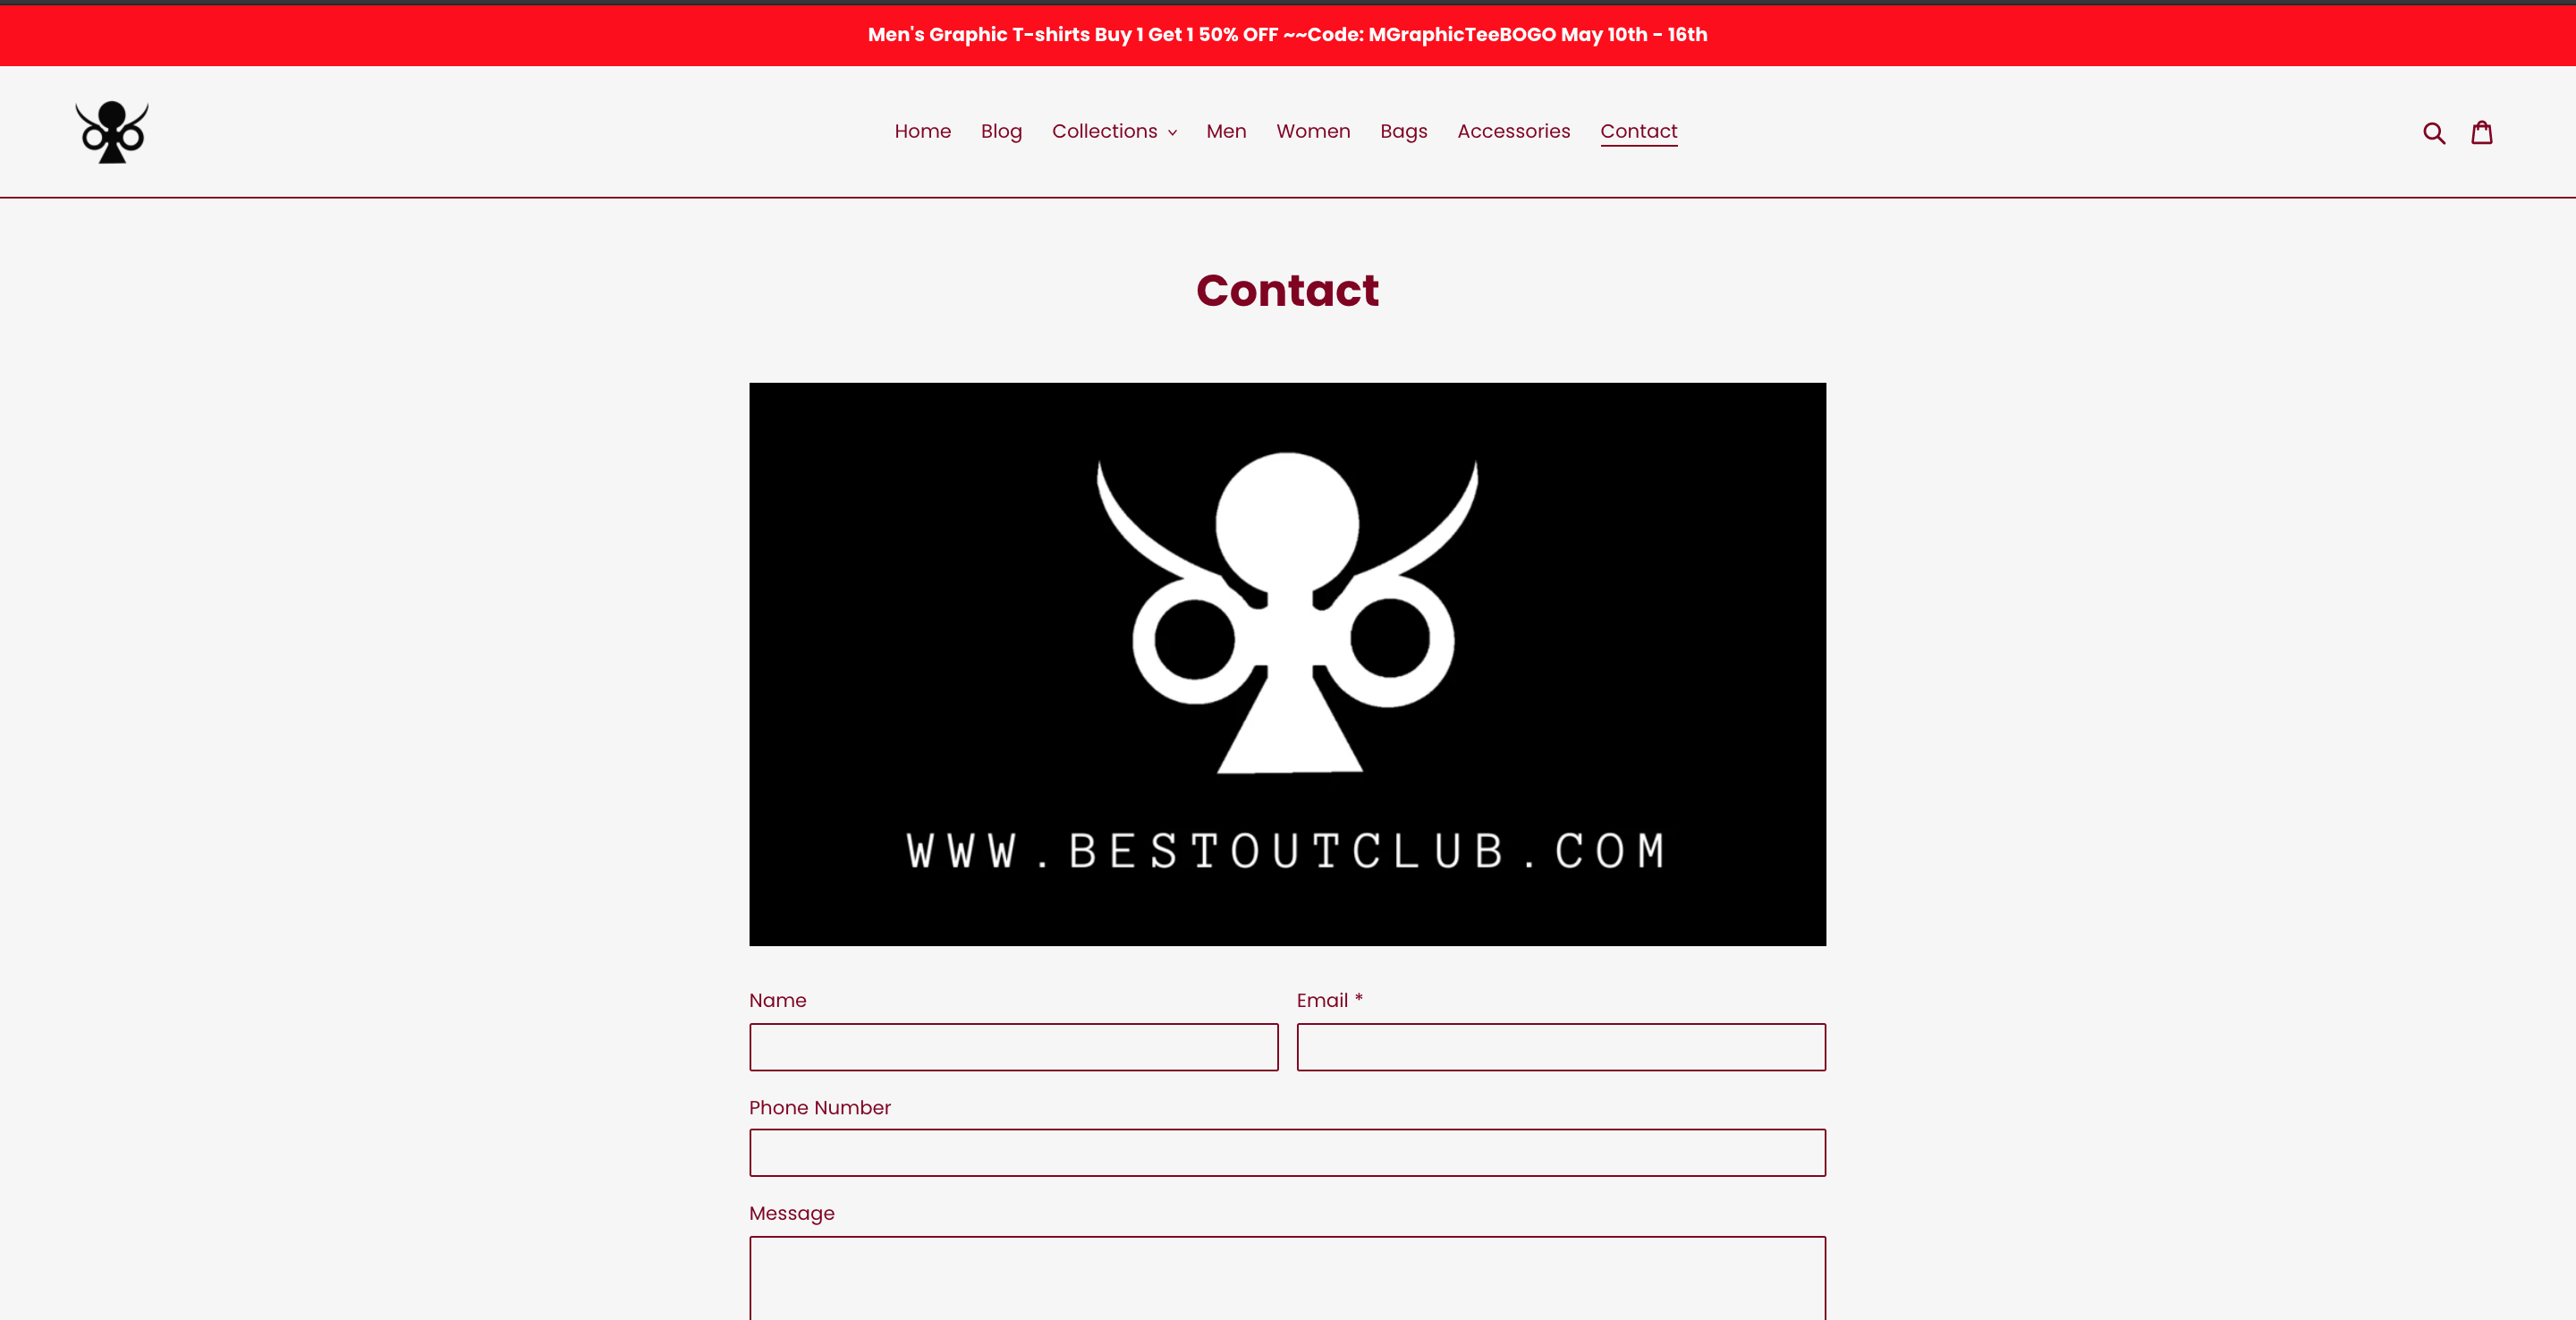 Men's Graphic T-shirts Buy 1 Get 1 50% OFF ~~Code: MGraphicTeeBOGO May 10th - 16th
Home Blog Collections Men Women Bags Accessories Contact
Contact
WWW.BESTOUTCLUB.COM
Name Email *
Phone Number
Message